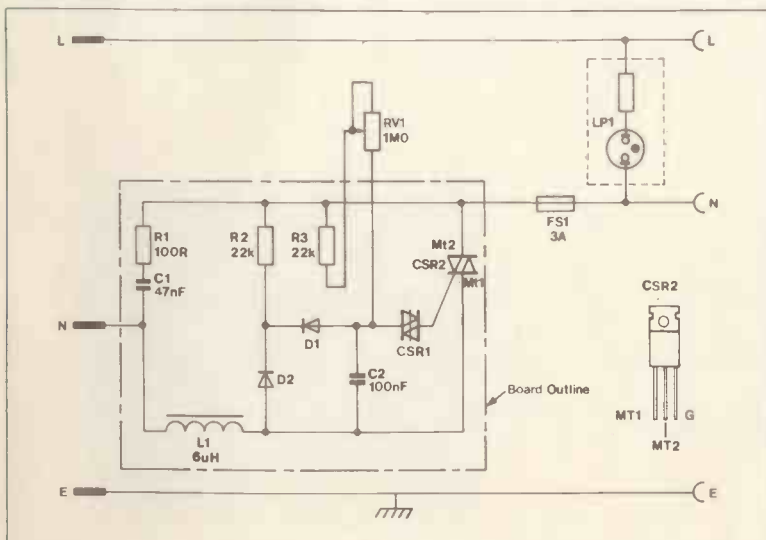 L
L
RV1
1M0
LP1
N
FS1
3A
R1
100R
R2
22k
R3
22k
Mt2
CSR2
Mt1
C1
47nF
CSR2
N
D1
CSR1
D2
C2
100nF
Board Outline
MT1
G
MT2
L1
6uH
E
E